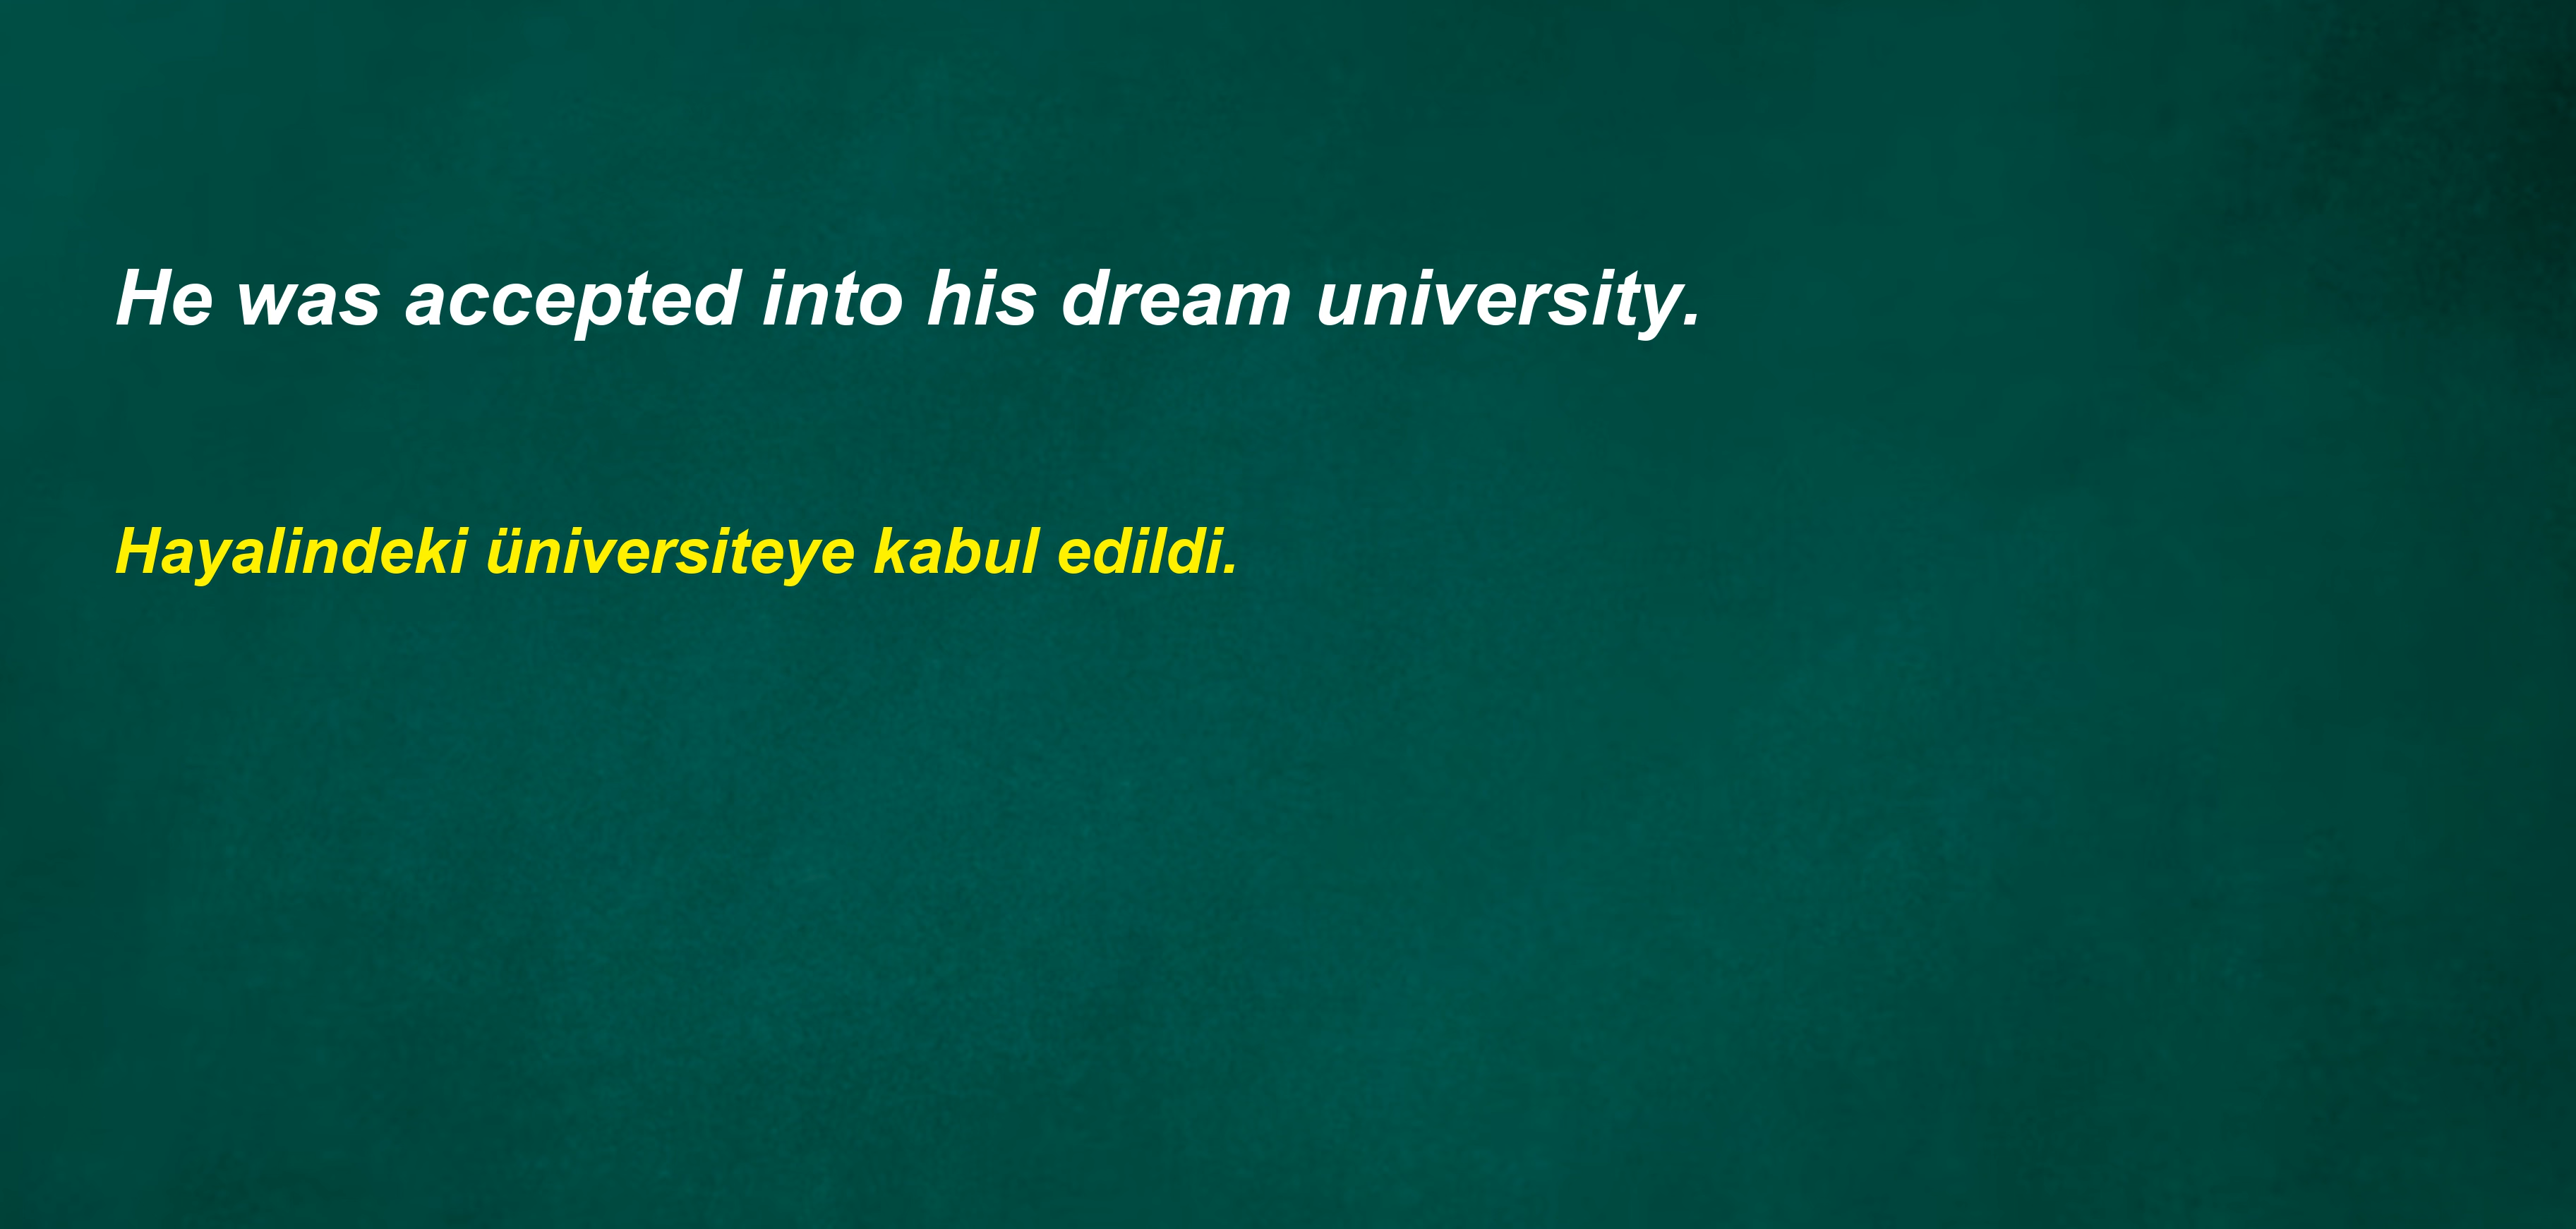 He was accepted into his dream university.
Hayalindeki üniversiteye kabul edildi.